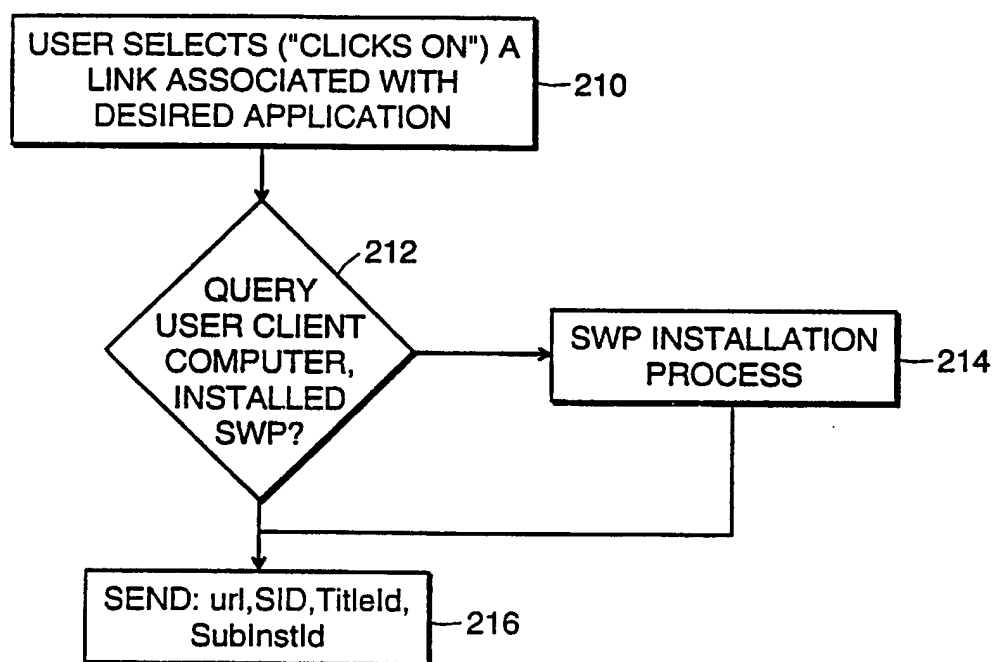 USER SELECTS ("CLICKS ON") A
LINK ASSOCIATED WITH
DESIRED APPLICATION
210
212
QUERY
USER CLIENT
COMPUTER,
INSTALLED
SWP?
SWP INSTALLATION
PROCESS
214
SEND: url,SID,TitleId,
SubInstId
216